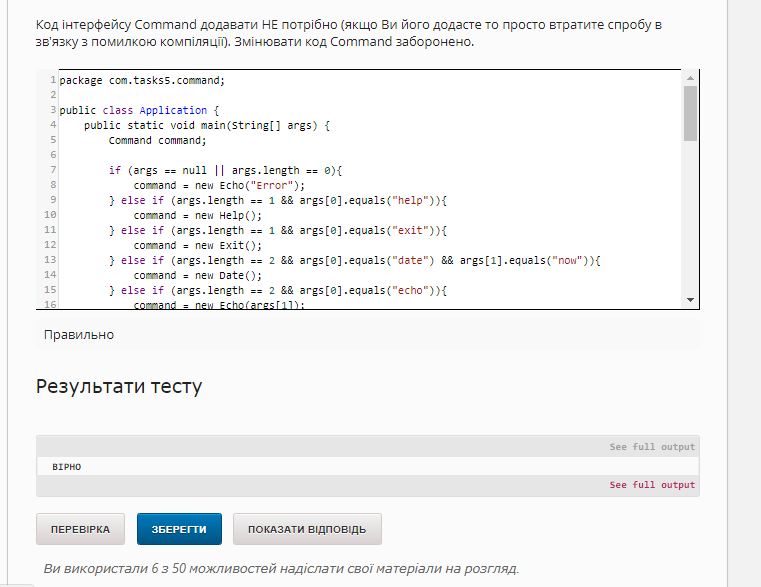 Код інтерфейсу Command додавати НЕ потрібно (якщо Ви його додасте то просто втратите спробу в
зв'язку з помилкою компіляції). Змінювати код Command заборонено.
1 package com.tasks5.command;
2
3 public class Application {
4 public static void main(String[] args) {
5 Command command;
6
7 if (args == null || args.length == 0){
8 command = new Echo("Error");
9 } else if (args.length == 1 && args[0].equals("help")){
10 command = new Help();
11 } else if (args.length == 1 && args[0].equals("exit")){
12 command = new Exit();
13 } else if (args.length == 2 && args[0].equals("date") && args[1].equals("now")){
14 command = new Date();
15 } else if (args.length == 2 && args[0].equals("echo")){
16 command = new Echo(args[1]);
Правильно
Результати тесту
See full output
ВІРНО
See full output
ПЕРЕВІРКА ЗБЕРЕГТИ ПОКАЗАТИ ВІДПОВІДЬ
Ви використали 6 з 50 можливостей надіслати свої матеріали на розгляд.